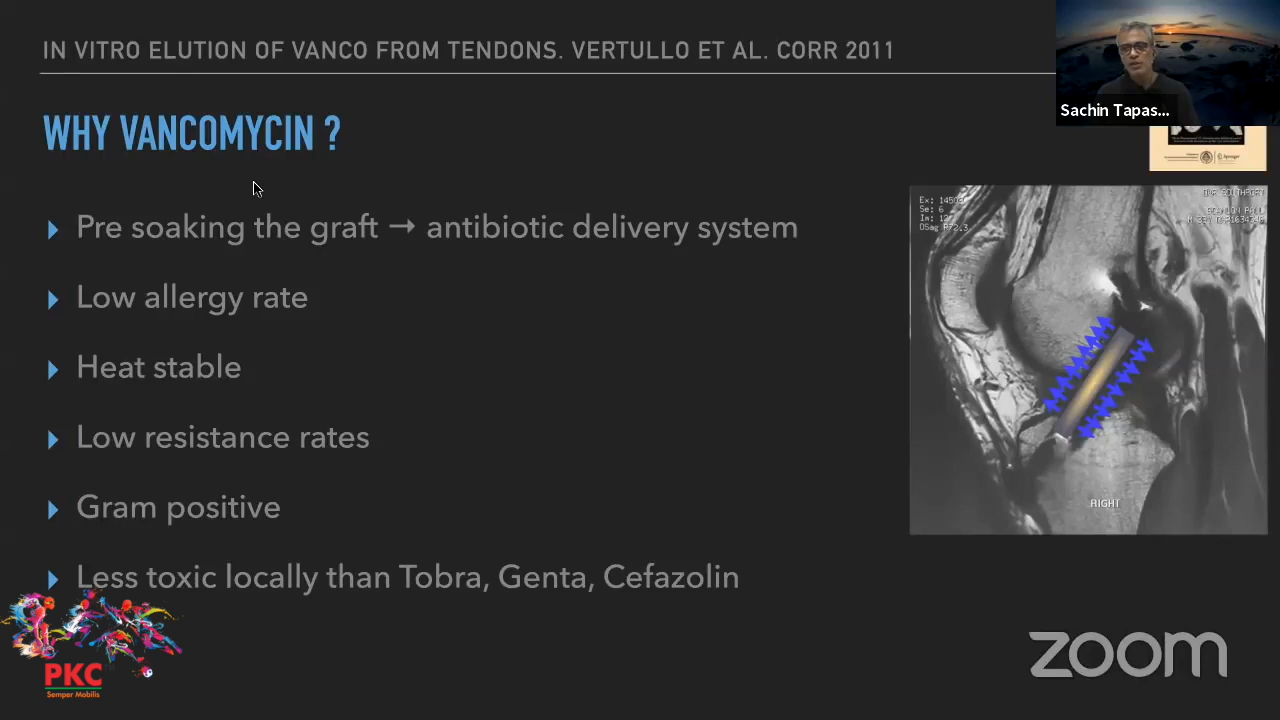 IN VITRO ELUTION OF VANCO FROM TENDONS. VERTULLO ET AL. CORR 2011
Sachin Tapas...
WHY VANCOMYCIN ?
Pre soaking the graft → antibiotic delivery system
Low allergy rate
Heat stable
Low resistance rates
Gram positive
Less toxic locally than Tobra, Genta, Cefazolin
Se: 6
RIGHT
PKC
Semper Mobilis
zoom